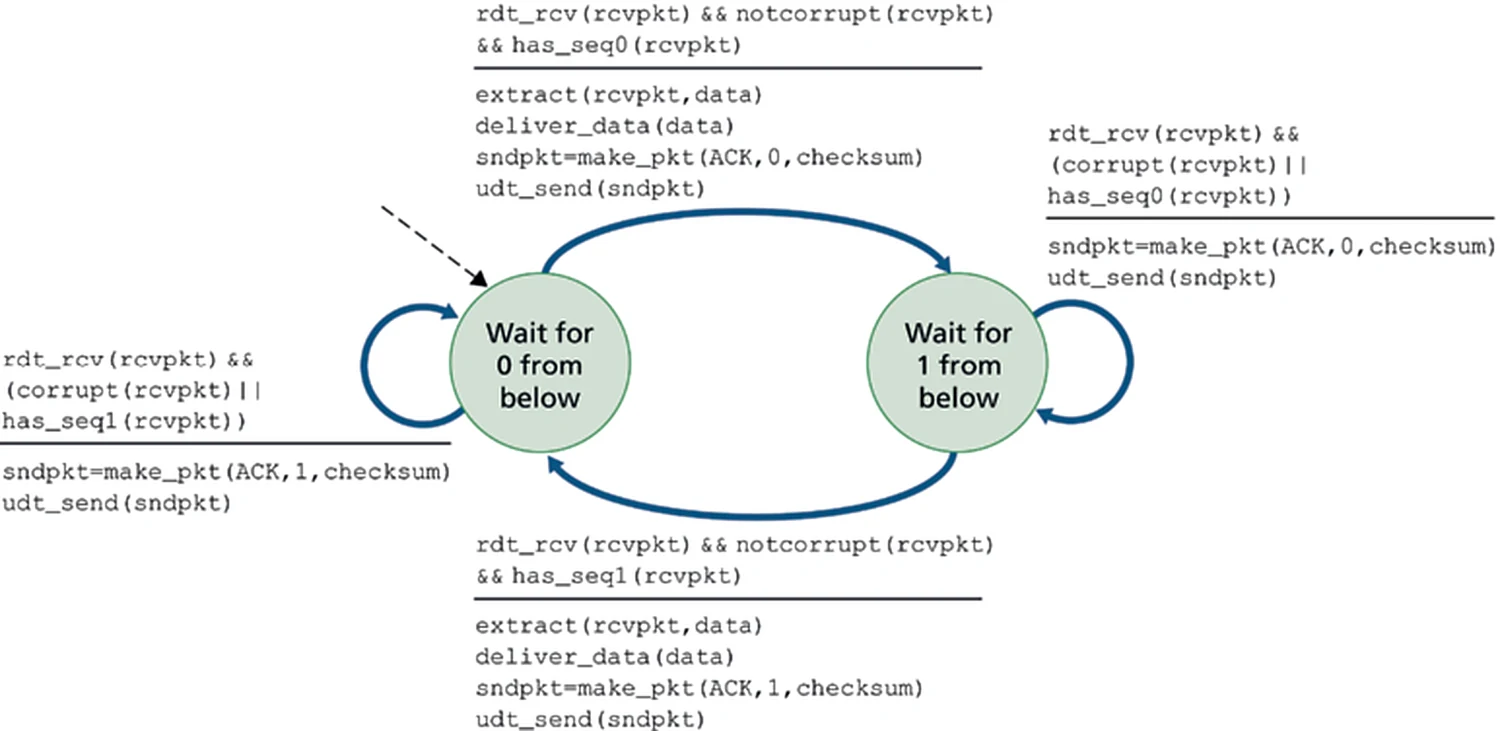 rdt_rcv(rcvpkt) && notcorrupt(rcvpkt)
&& has_seq0(rcvpkt)
extract(rcvpkt,data)
deliver_data(data)
sndpkt=make_pkt(ACK,0,checksum)
udt_send(sndpkt)
rdt_rcv(rcvpkt) &&
(corrupt(rcvpkt)||
has_seq0(rcvpkt))
sndpkt=make_pkt(ACK,0,checksum)
udt_send(sndpkt)
Wait for
0 from
below
Wait for
1 from
below
rdt_rcv(rcvpkt) &&
(corrupt(rcvpkt)||
has_seq1(rcvpkt))
sndpkt=make_pkt(ACK,1,checksum)
udt_send(sndpkt)
rdt_rcv(rcvpkt) && notcorrupt(rcvpkt)
&& has_seq1(rcvpkt)
extract(rcvpkt,data)
deliver_data(data)
sndpkt=make_pkt(ACK,1,checksum)
udt_send(sndpkt)